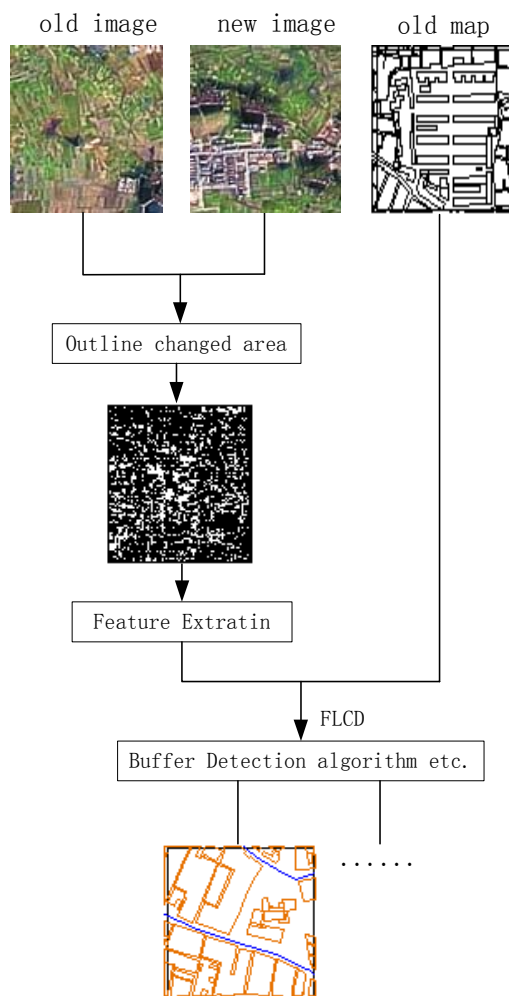 old image
new image
old map
Outline changed area
Feature Extratin
FLCD
Buffer Detection algorithm etc.
......